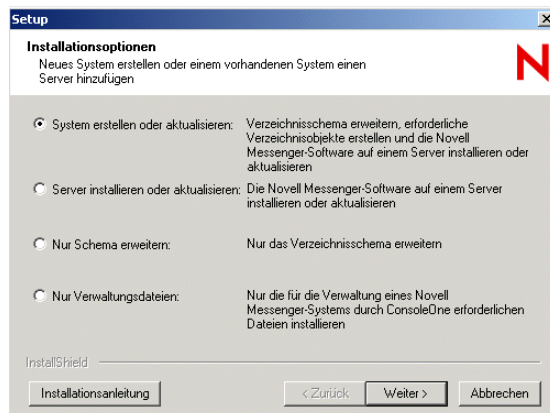 Setup
Installationsoptionen
Neues System erstellen oder einem vorhandenen System einen
Server hinzufügen
N
System erstellen oder aktualisieren:
Verzeichnisschema erweitern, erforderliche
Verzeichnisobjekte erstellen und die Novell
Messenger-Software auf einem Server installieren oder
aktualisieren
Server installieren oder aktualisieren:
Die Novell Messenger-Software auf einem Server
installieren oder aktualisieren
Nur Schema erweitern:
Nur das Verzeichnisschema erweitern
Nur Verwaltungsdateien:
Nur die für die Verwaltung eines Novell
Messenger-Systems durch ConsoleOne erforderlichen
Dateien installieren
InstallShield
Installationsanleitung
< Zurück
Weiter >
Abbrechen